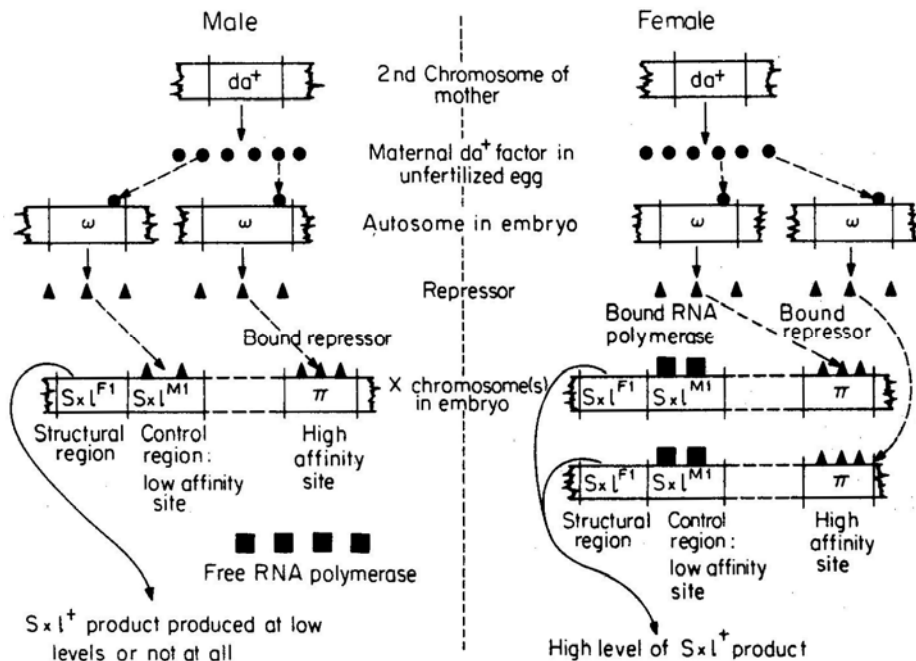 Male
Female
da⁺
2nd Chromosome of
mother
da⁺
Maternal da⁺ factor in
unfertilized egg
ω
ω
Autosome in embryo
ω
ω
Repressor
Bound repressor
Bound RNA
polymerase
Bound
repressor
Sxl^F1
Sxl^M1
π
X chromosome(s)
in embryo
Sxl^F1
Sxl^M1
π
Structural
region
Control
region:
low affinity
site
High
affinity
site
Sxl^F1
Sxl^M1
π
Structural
region
Control
region:
low affinity
site
High
affinity
site
Free RNA polymerase
Sxl⁺ product produced at low
levels or not at all
High level of Sxl⁺ product